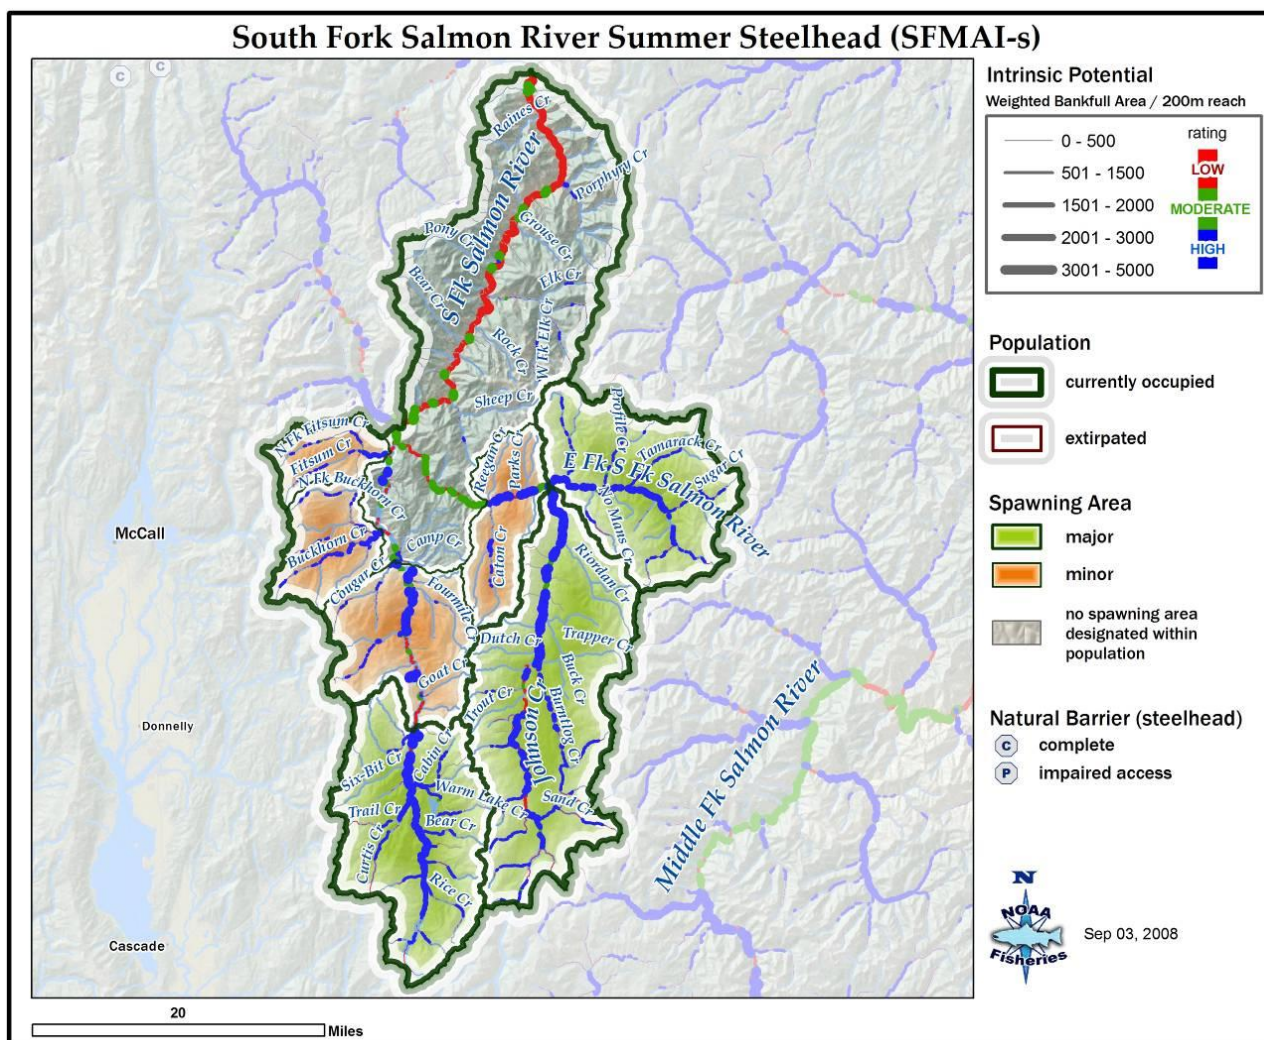 South Fork Salmon River Summer Steelhead (SFMAI-s)
C
C
Raines Cr
S Fk Salmon River
Porphyry Cr
Pony Cr
Grouse Cr
Bear Cr
Elk Cr
W Fk Elk Cr
Rock Cr
Sheep Cr
N Fk Fitsum Cr
Fitsum Cr
N Fk Buckhorn Cr
Reegan Cr
Parks Cr
Profile Cr
Tamarack Cr
Sugar Cr
E Fk S Fk Salmon River
No Mans Cr
McCall
Buckhorn Cr
Camp Cr
Caton Cr
Cougar Cr
Fourmile Cr
Riordan Cr
Dutch Cr
Trapper Cr
Goat Cr
Buck Cr
Trout Cr
Burntlog Cr
Johnson Cr
Donnelly
Six-Bit Cr
Cabin Cr
Warm Lake Cr
Sand Cr
Trail Cr
Bear Cr
Curtis Cr
Rice Cr
Middle Fk Salmon River
Cascade
20
Miles
Intrinsic Potential
Weighted Bankfull Area / 200m reach
0 - 500
501 - 1500
1501 - 2000
2001 - 3000
3001 - 5000
rating
LOW
MODERATE
HIGH
Population
currently occupied
extirpated
Spawning Area
major
minor
no spawning area
designated within
population
Natural Barrier (steelhead)
C complete
P impaired access
N
NOAA
Fisheries
Sep 03, 2008